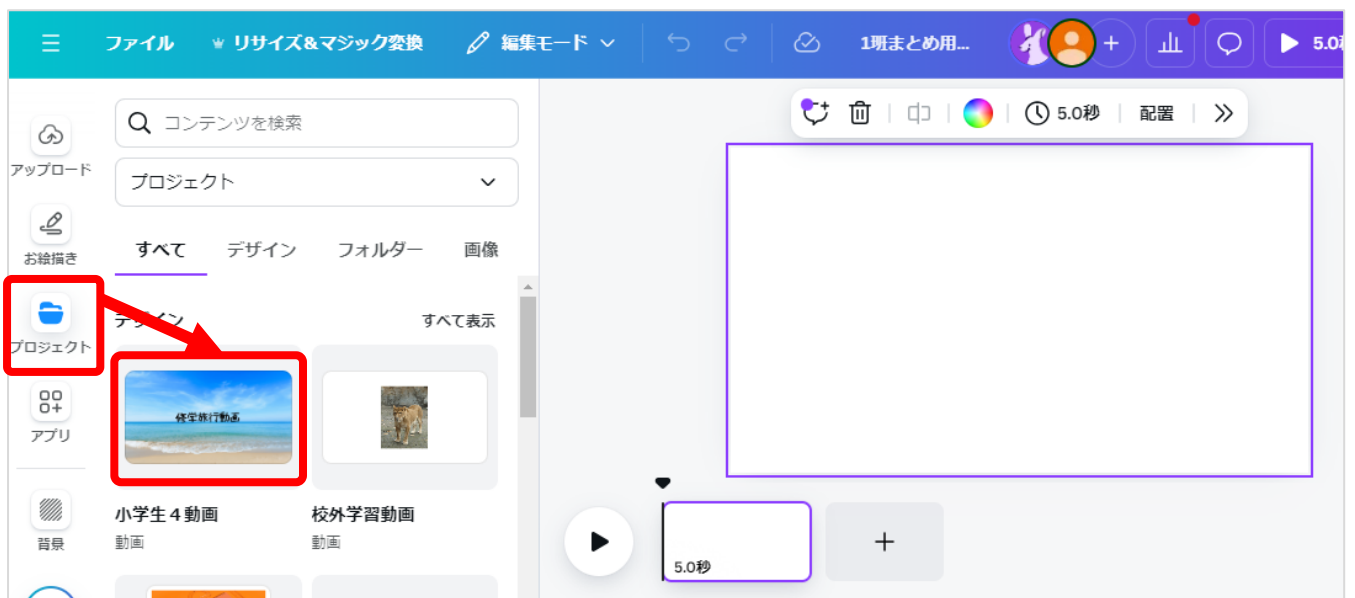 ファイル リサイズ&マジック変換 編集モード 1班まとめ用... + 5.0
コンテンツを検索
5.0秒 配置
アップロード
プロジェクト
お絵描き
すべて デザイン フォルダー 画像
デザイン すべて表示
プロジェクト
修学旅行動画
アプリ
小学生4動画 校外学習動画
動画 動画
背景
5.0秒
+